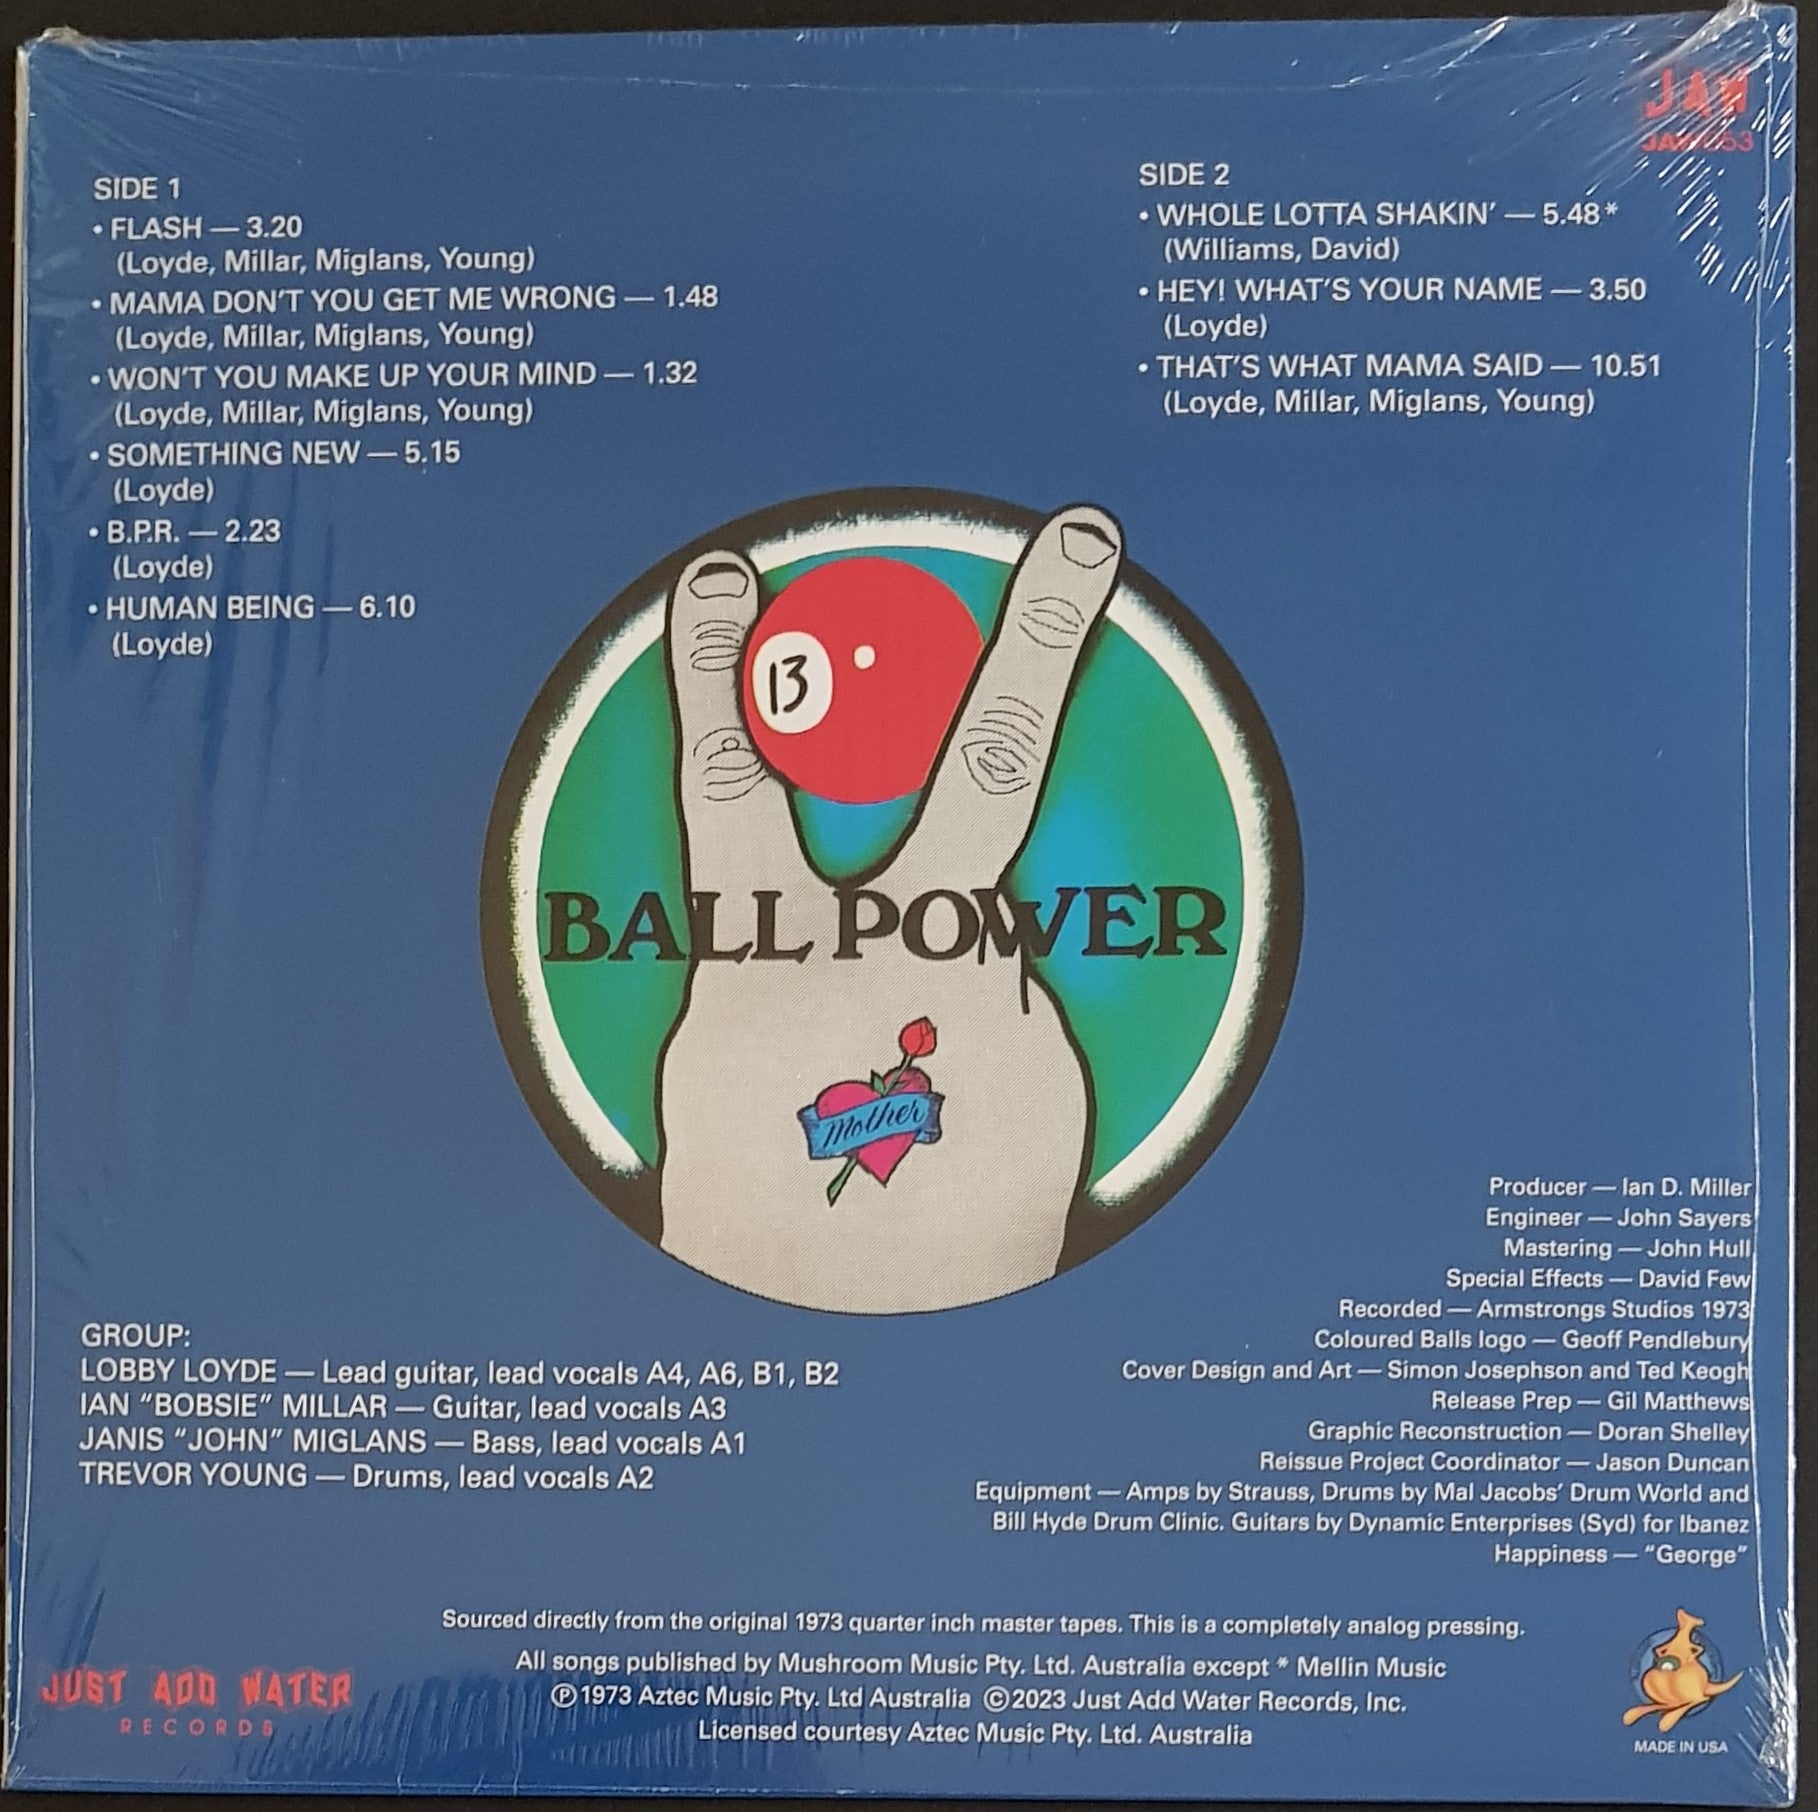 JAW
SIDE 1
• FLASH — 3.20
(Loyde, Millar, Miglans, Young)
• MAMA DON'T YOU GET ME WRONG — 1.48
(Loyde, Millar, Miglans, Young)
• WON'T YOU MAKE UP YOUR MIND — 1.32
(Loyde, Millar, Miglans, Young)
• SOMETHING NEW — 5.15
(Loyde)
• B.P.R. — 2.23
(Loyde)
• HUMAN BEING — 6.10
(Loyde)
SIDE 2
• WHOLE LOTTA SHAKIN' — 5.48*
(Williams, David)
• HEY! WHAT'S YOUR NAME — 3.50
(Loyde)
• THAT'S WHAT MAMA SAID — 10.51
(Loyde, Millar, Miglans, Young)
13
BALL POWER
Mother
GROUP:
LOBBY LOYDE — Lead guitar, lead vocals A4, A6, B1, B2
IAN "BOBSIE" MILLAR — Guitar, lead vocals A3
JANIS "JOHN" MIGLANS — Bass, lead vocals A1
TREVOR YOUNG — Drums, lead vocals A2
Producer — Ian D. Miller
Engineer — John Sayers
Mastering — John Hull
Special Effects — David Few
Recorded — Armstrongs Studios 1973
Coloured Balls logo — Geoff Pendlebury
Cover Design and Art — Simon Josephson and Ted Keogh
Release Prep — Gil Matthews
Graphic Reconstruction — Doran Shelley
Reissue Project Coordinator — Jason Duncan
Equipment — Amps by Strauss, Drums by Mal Jacobs' Drum World and
Bill Hyde Drum Clinic. Guitars by Dynamic Enterprises (Syd) for Ibanez
Happiness — "George"
Sourced directly from the original 1973 quarter inch master tapes. This is a completely analog pressing.
All songs published by Mushroom Music Pty. Ltd. Australia except * Mellin Music
℗1973 Aztec Music Pty. Ltd Australia ©2023 Just Add Water Records, Inc.
Licensed courtesy Aztec Music Pty. Ltd. Australia
JUST ADD WATER
RECORDS
MADE IN USA